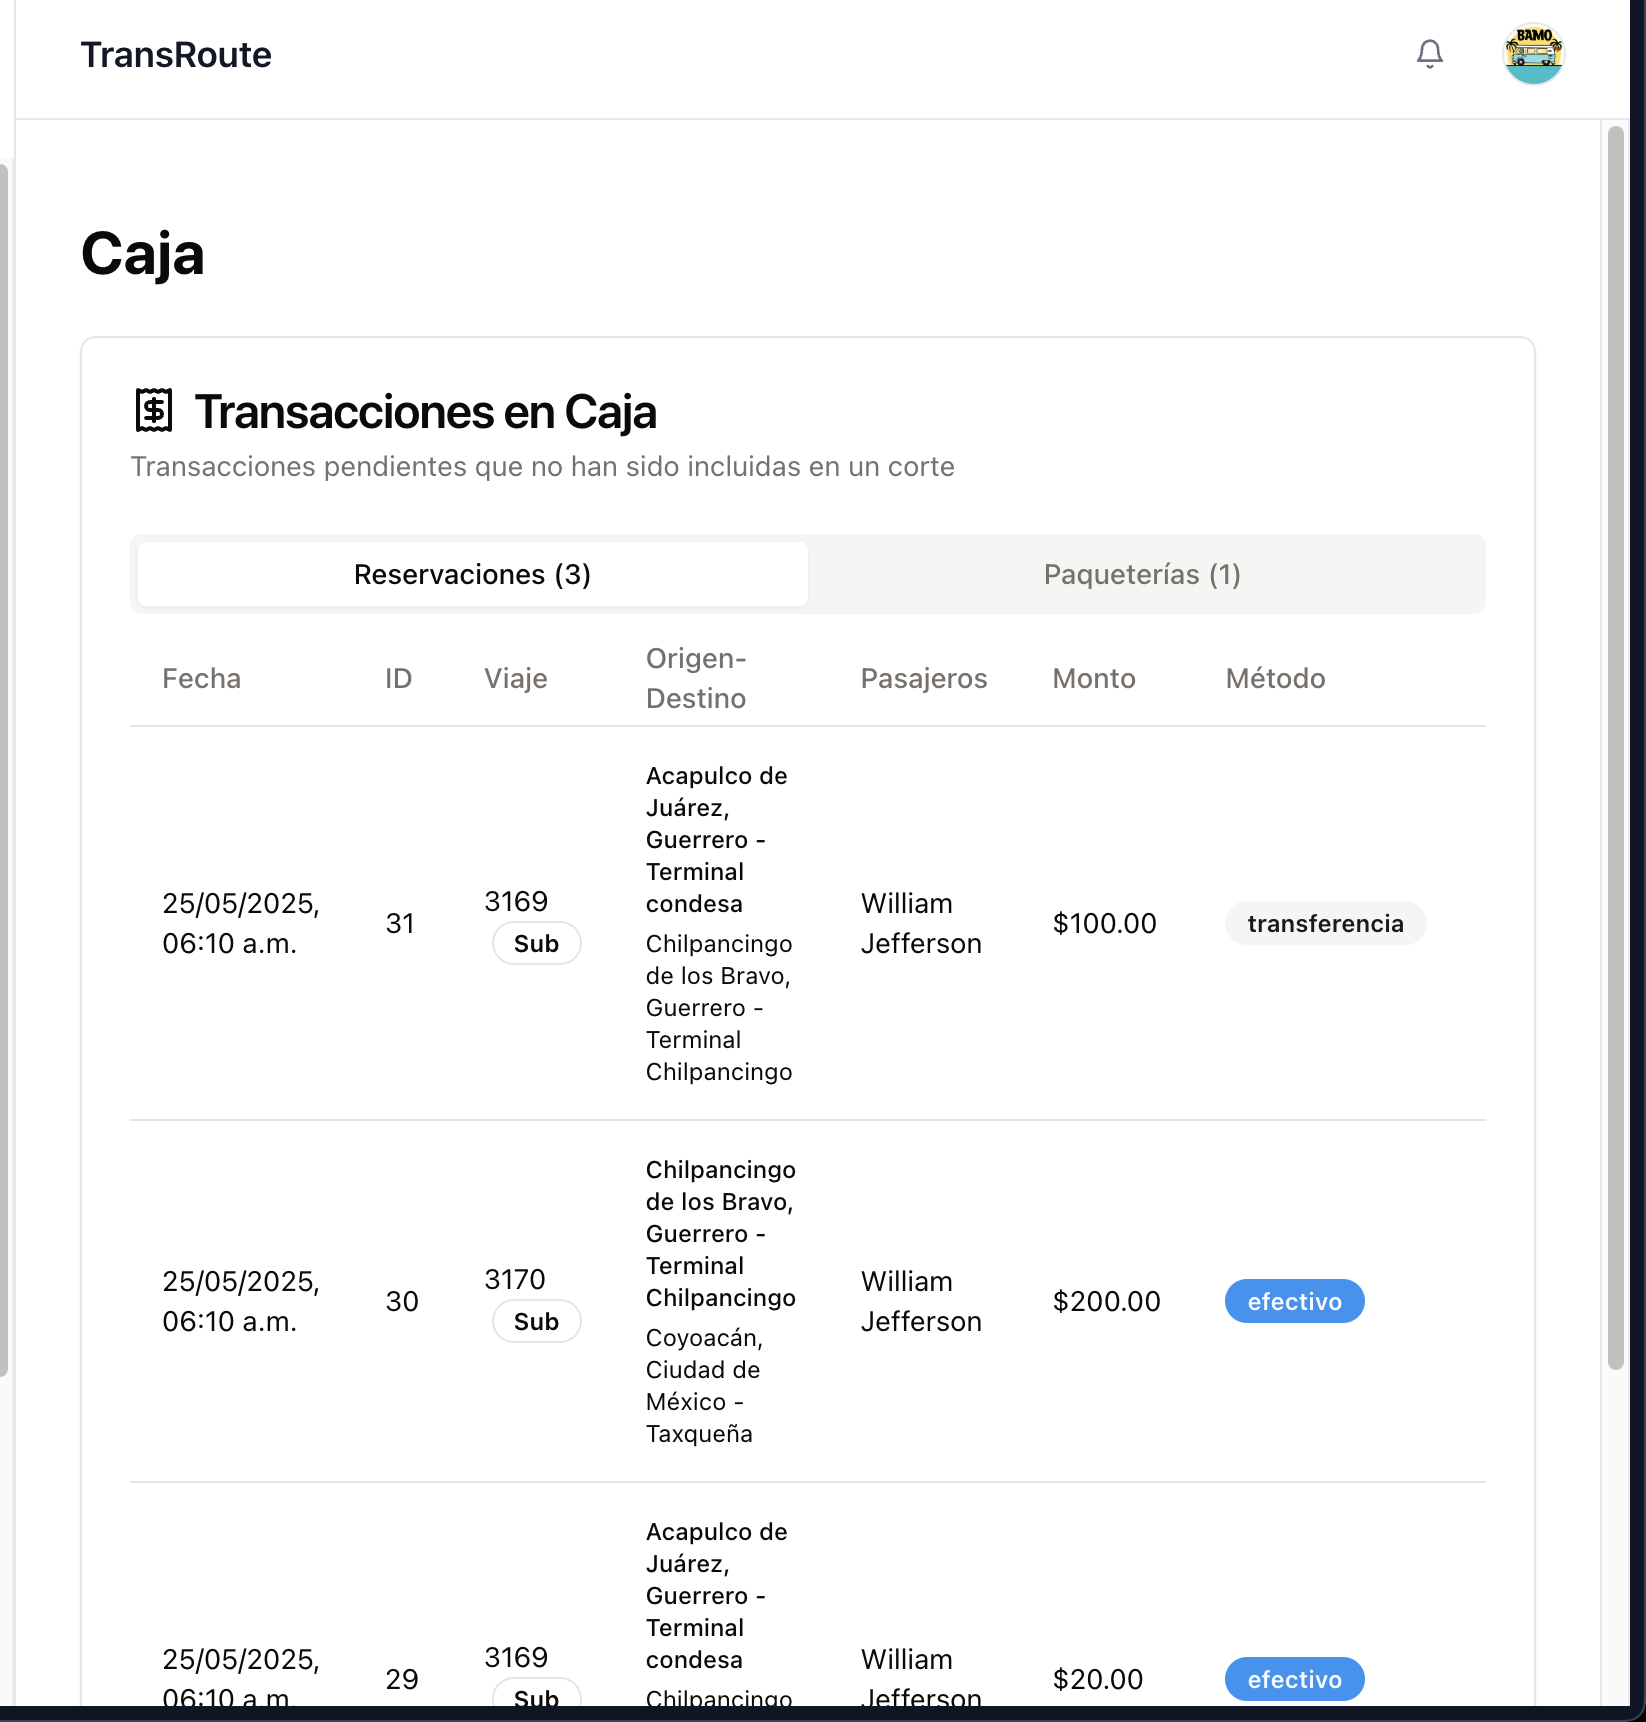 TransRoute
BAMO
Caja
Transacciones en Caja
Transacciones pendientes que no han sido incluidas en un corte
Reservaciones (3)
Paqueterías (1)
Fecha
ID
Viaje
Origen-
Destino
Pasajeros
Monto
Método
25/05/2025,
06:10 a.m.
31
3169
Sub
Acapulco de
Juárez,
Guerrero -
Terminal
condesa
Chilpancingo
de los Bravo,
Guerrero -
Terminal
Chilpancingo
William
Jefferson
$100.00
transferencia
25/05/2025,
06:10 a.m.
30
3170
Sub
Chilpancingo
de los Bravo,
Guerrero -
Terminal
Chilpancingo
Coyoacán,
Ciudad de
México -
Taxqueña
William
Jefferson
$200.00
efectivo
25/05/2025,
06:10 a.m.
29
3169
Sub
Acapulco de
Juárez,
Guerrero -
Terminal
condesa
Chilpancingo
William
Jefferson
$20.00
efectivo